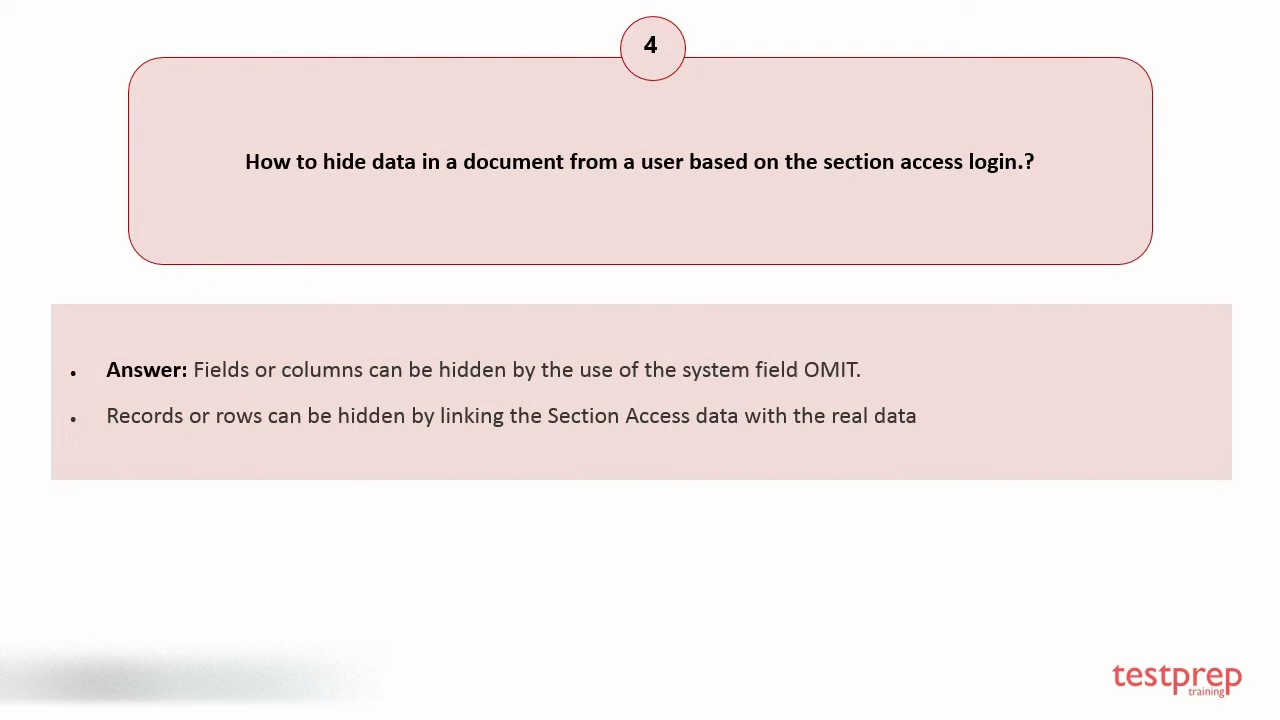 4
How to hide data in a document from a user based on the section access login.?
• Answer: Fields or columns can be hidden by the use of the system field OMIT.
• Records or rows can be hidden by linking the Section Access data with the real data
testprep
training